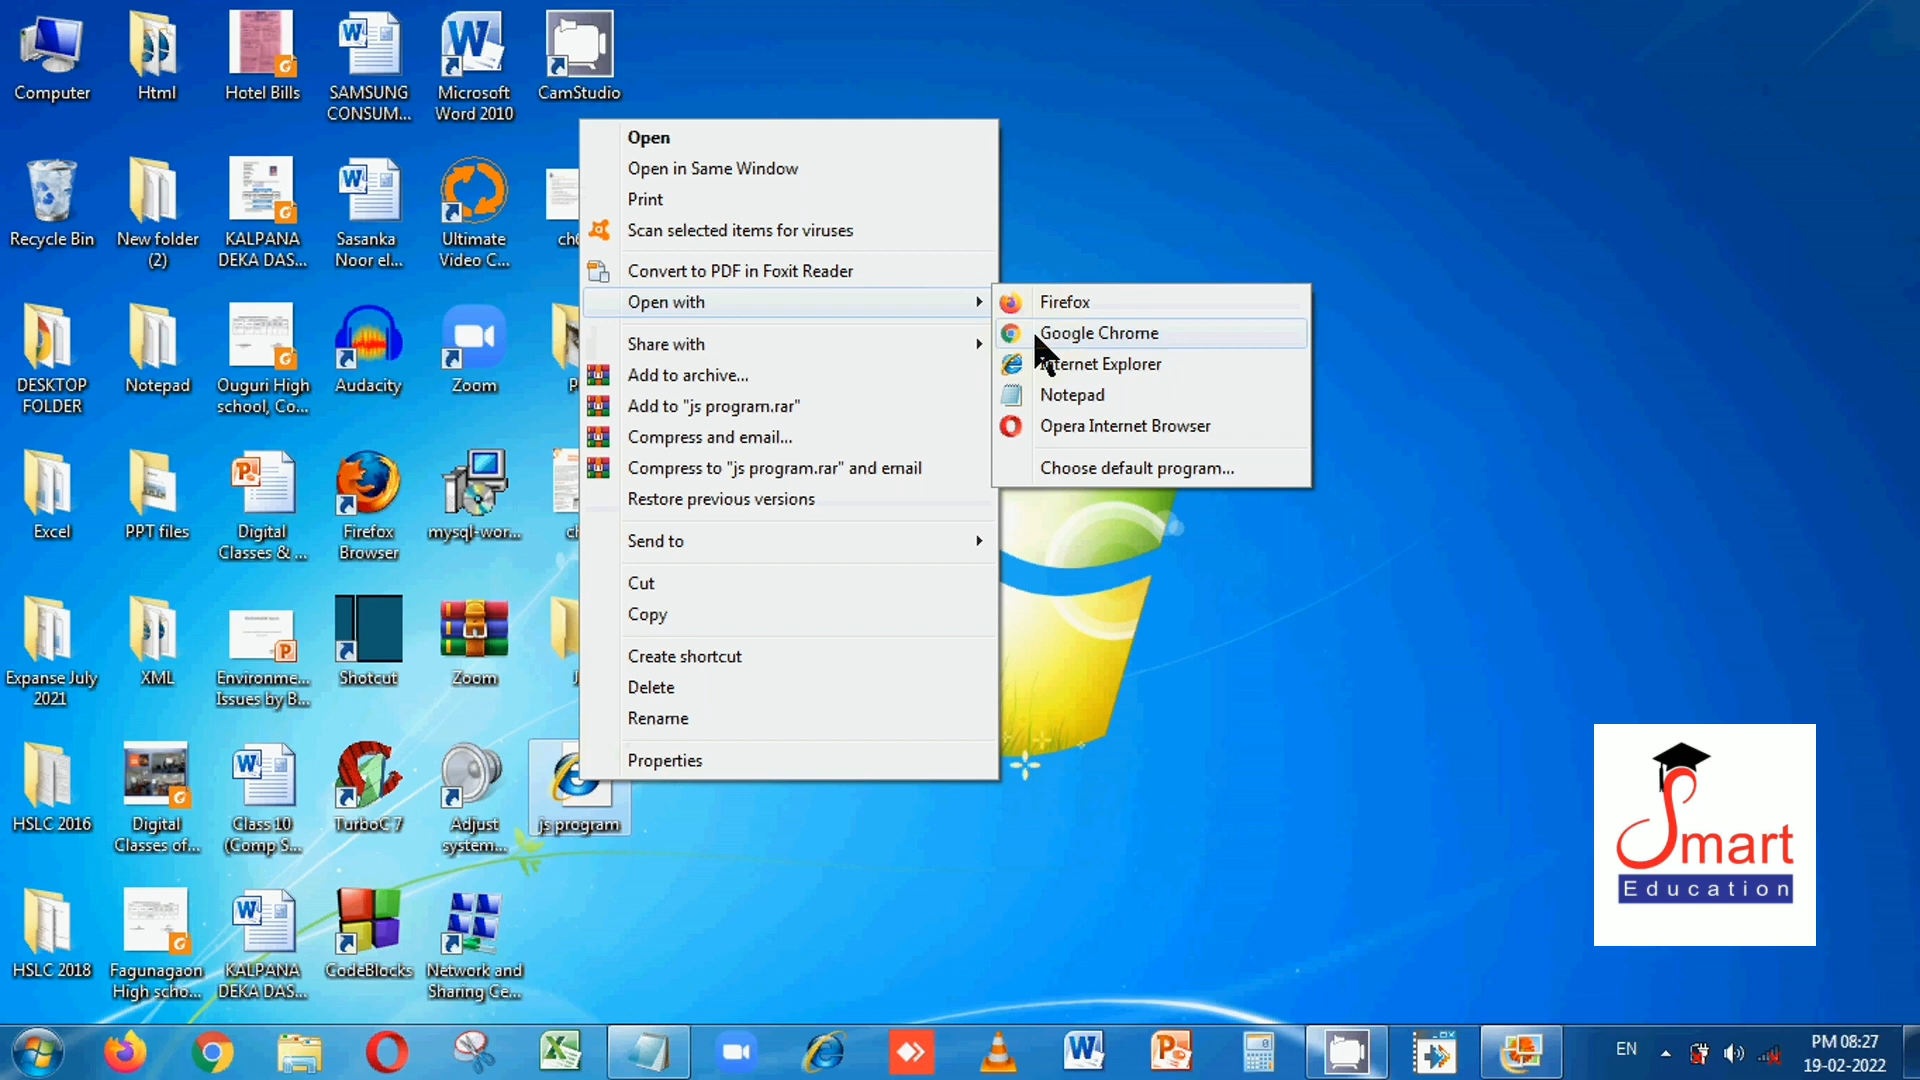 Computer
Html
Hotel Bills
SAMSUNG
CONSUM...
Microsoft
Word 2010
CamStudio
Recycle Bin
New folder
(2)
KALPANA
DEKA DAS...
Sasanka
Noor el...
Ultimate
Video C...
DESKTOP
FOLDER
Notepad
Ouguri High
school, Co...
Audacity
Zoom
Excel
PPT files
Digital
Classes & ...
Firefox
Browser
mysql-wor...
Expanse July
2021
XML
Environme...
Issues by B...
Shotcut
Zoom
HSLC 2016
Digital
Classes of...
Class 10
(Comp S...
TurboC 7
Adjust
system...
js program
HSLC 2018
Fagunagaon
High scho...
KALPANA
DEKA DAS...
CodeBlocks
Network and
Sharing Ce...
Open
Open in Same Window
Print
Scan selected items for viruses
Convert to PDF in Foxit Reader
Open with
Share with
Add to archive...
Add to "js program.rar"
Compress and email...
Compress to "js program.rar" and email
Restore previous versions
Send to
Cut
Copy
Create shortcut
Delete
Rename
Properties
Firefox
Google Chrome
Internet Explorer
Notepad
Opera Internet Browser
Choose default program...
Smart
Education
EN
PM 08:27
19-02-2022